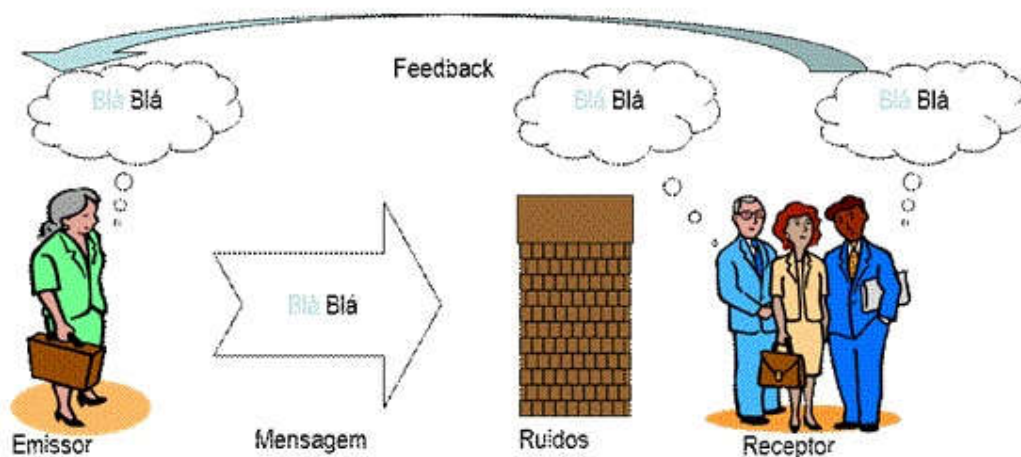 Feedback
Blá Blá
Blá Blá
Blá Blá
Blá Blá
Emissor
Mensagem
Ruidos
Receptor